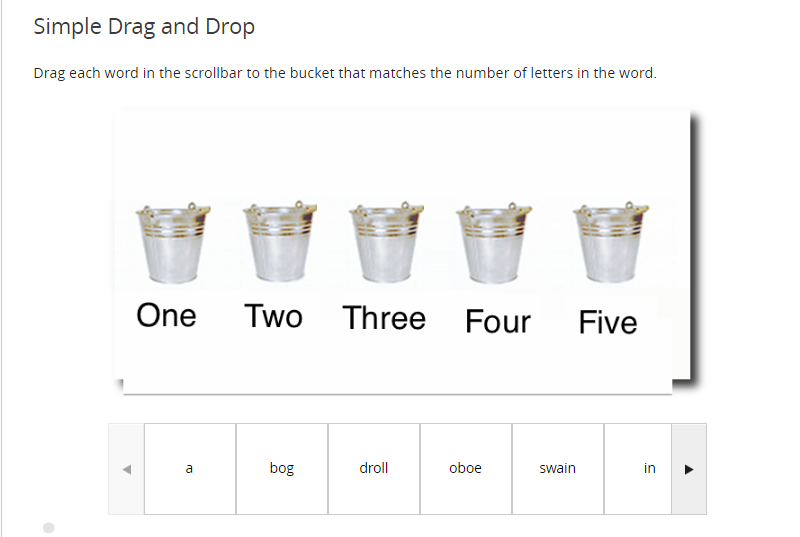 Simple Drag and Drop
Drag each word in the scrollbar to the bucket that matches the number of letters in the word.
One Two Three Four Five
a bog droll oboe swain in